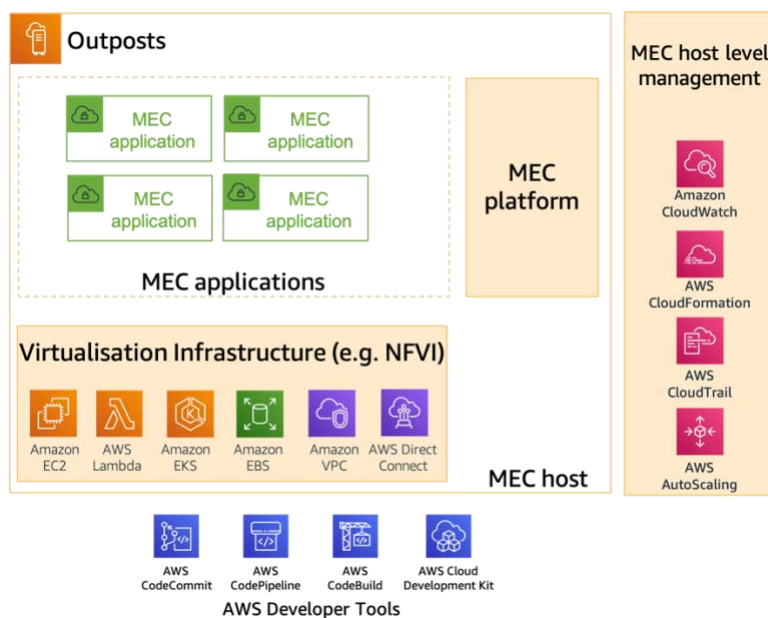 Outposts
MEC
application
MEC
application
MEC
application
MEC
application
MEC applications
MEC
platform
Virtualisation Infrastructure (e.g. NFVI)
Amazon
EC2
AWS
Lambda
Amazon
EKS
Amazon
EBS
Amazon
VPC
AWS Direct
Connect
MEC host
MEC host level
management
Amazon
CloudWatch
AWS
CloudFormation
AWS
CloudTrail
AWS
AutoScaling
AWS
CodeCommit
AWS
CodePipeline
AWS
CodeBuild
AWS Cloud
Development Kit
AWS Developer Tools